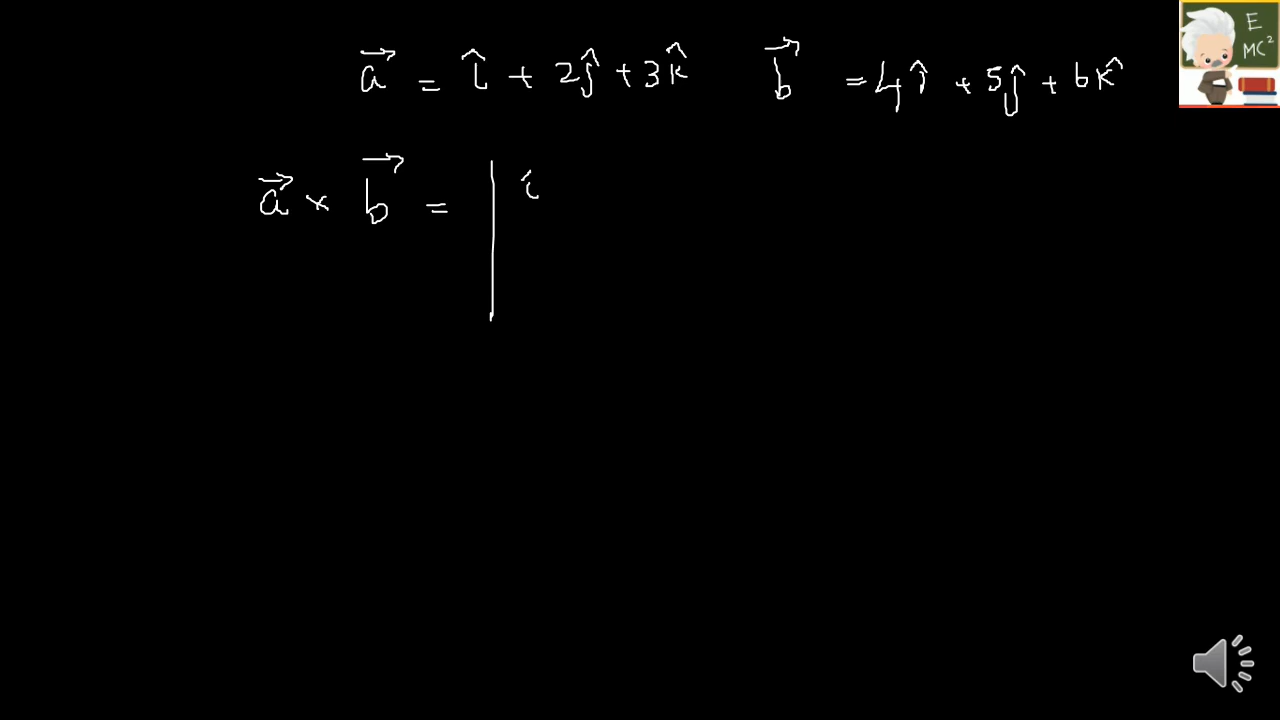 a⃗ = î + 2ĵ + 3k̂ b⃗ = 4î + 5ĵ + 6k̂
a⃗ × b⃗ = | î
E
MC²